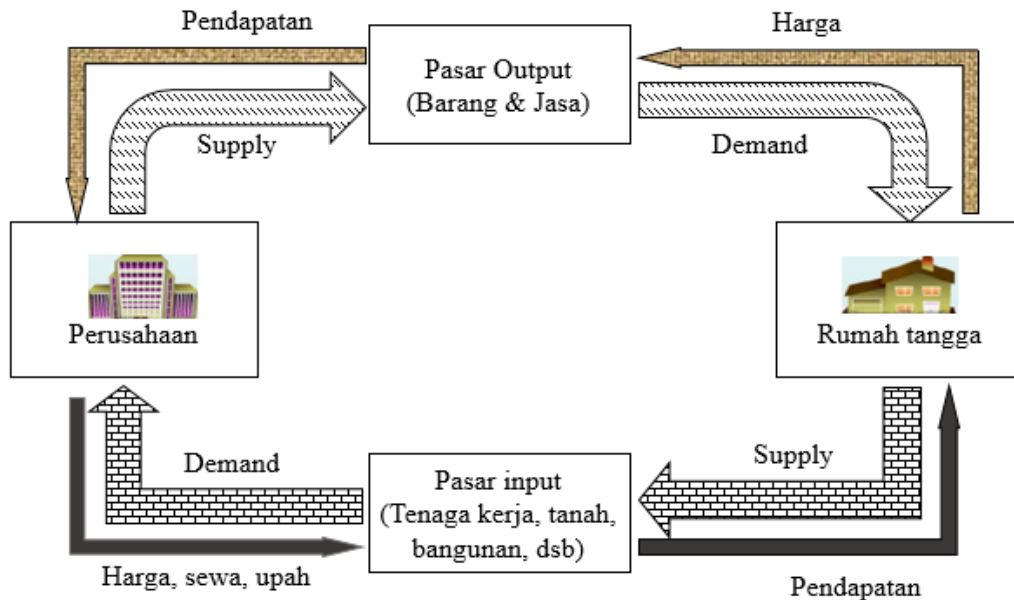 Pendapatan
Harga
Pasar Output
(Barang & Jasa)
Supply
Demand
Perusahaan
Rumah tangga
Demand
Supply
Pasar input
(Tenaga kerja, tanah,
bangunan, dsb)
Harga, sewa, upah
Pendapatan